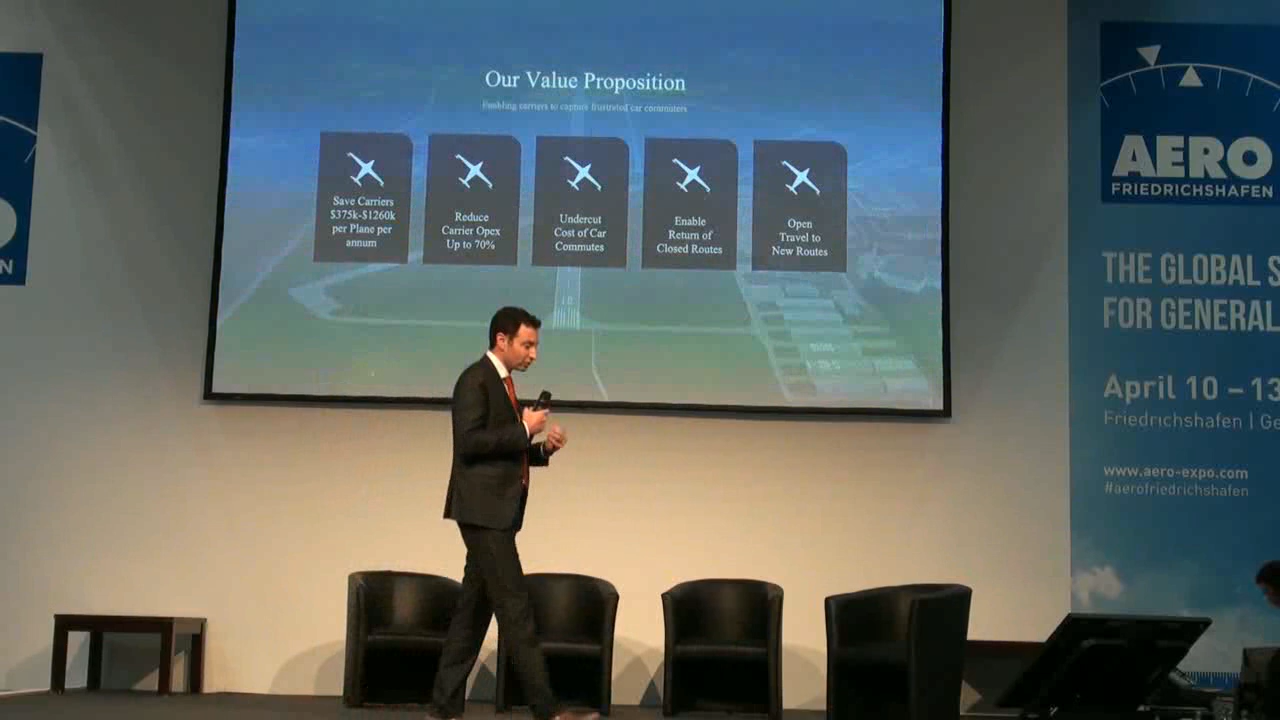 Our Value Proposition
Enabling carriers to capture frustrated car commuters
Save Carriers
$375k-$1260k
per Plane per
annum
Reduce
Carrier Opex
Up to 70%
Undercut
Cost of Car
Commutes
Enable
Return of
Closed Routes
Open
Travel to
New Routes
AERO
FRIEDRICHSHAFEN
THE GLOBAL S
FOR GENERAL
April 10 – 13
Friedrichshafen | Ge
www.aero-expo.com
#aerofriedrichshafen
O
N